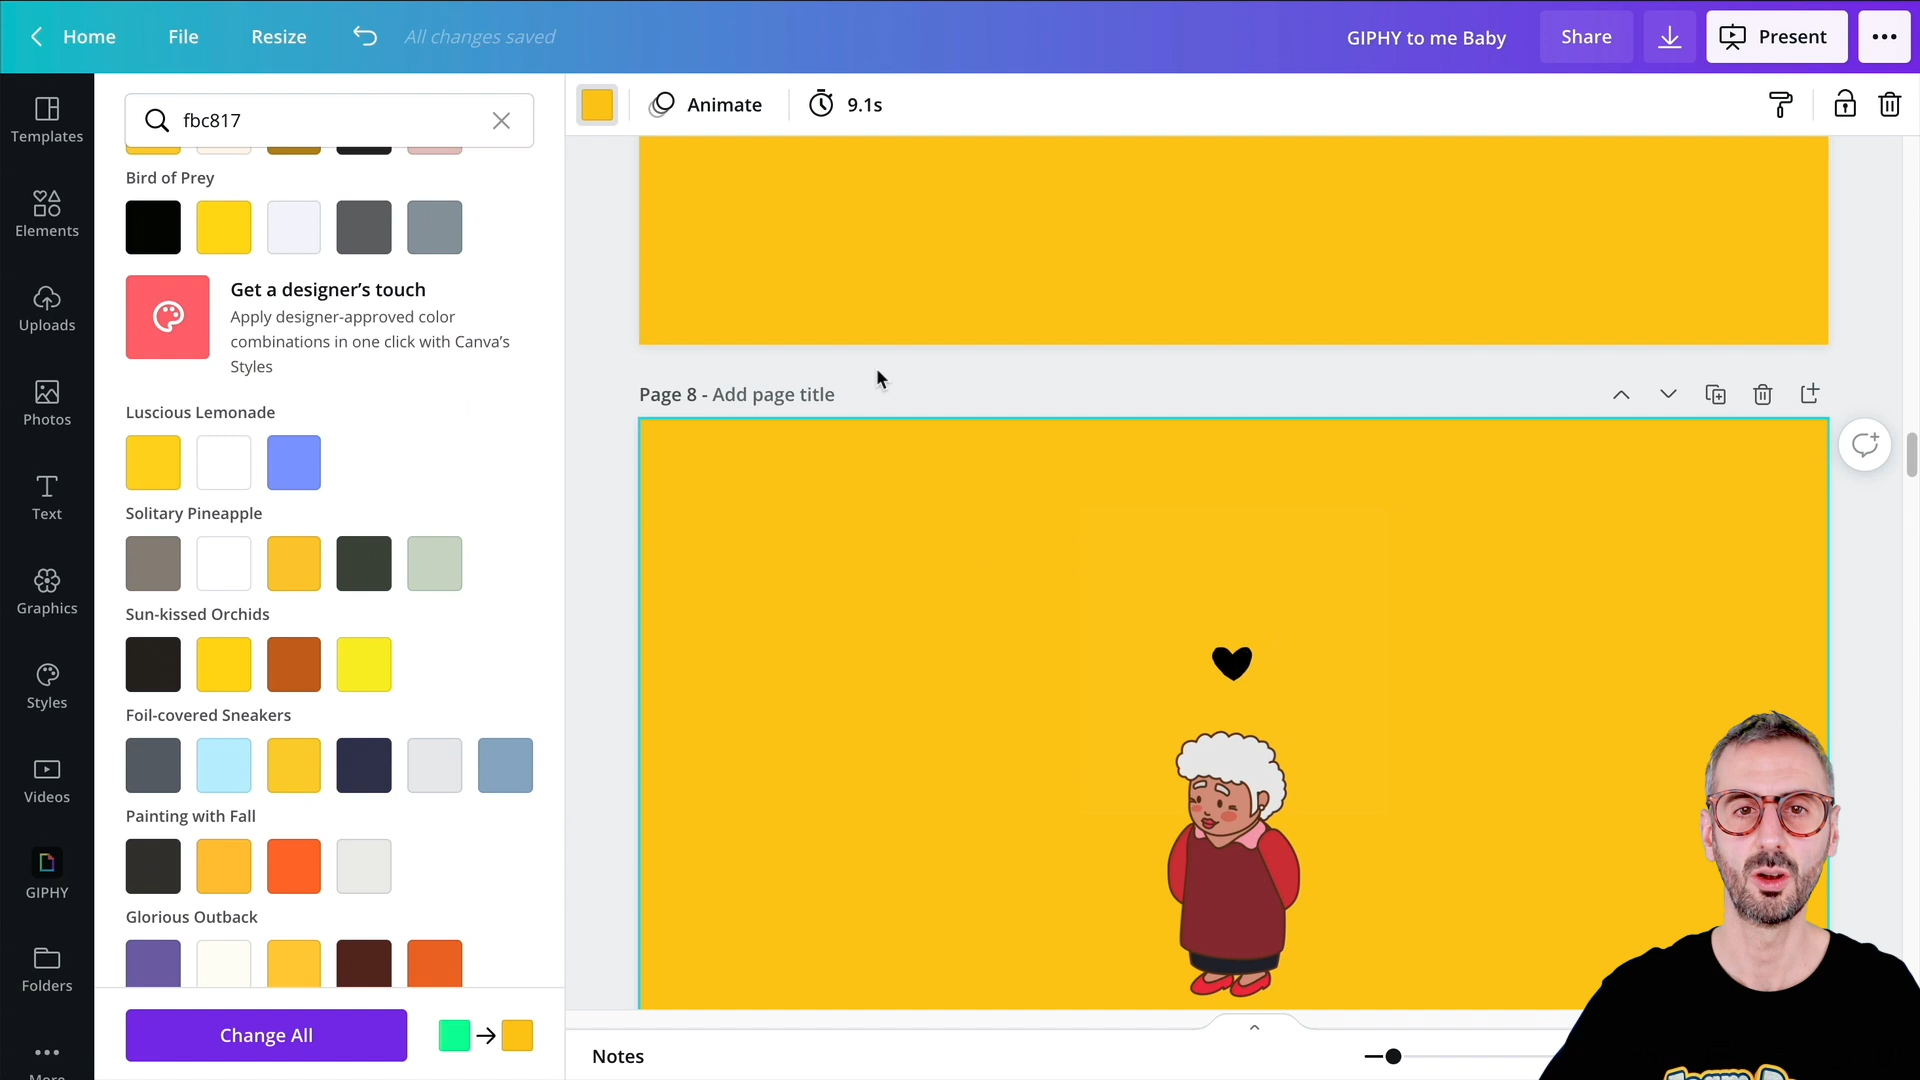 Home
File
Resize
All changes saved
GIPHY to me Baby
Share
Present
Templates
Elements
Uploads
Photos
Text
Graphics
Styles
Videos
GIPHY
Folders
fbc817
Bird of Prey
Get a designer's touch
Apply designer-approved color
combinations in one click with Canva's
Styles
Luscious Lemonade
Solitary Pineapple
Sun-kissed Orchids
Foil-covered Sneakers
Painting with Fall
Glorious Outback
Change All
Animate
9.1s
Page 8 - Add page title
Notes